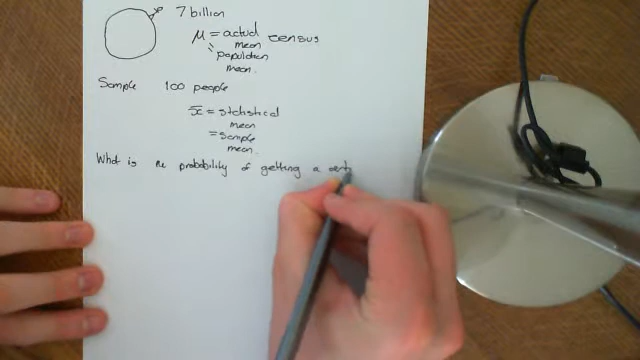 7 billion
μ = actual census
mean
= population
mean.
Sample 100 people
x̄ = statistical
mean
= sample
mean.
What is the probability of getting a cert